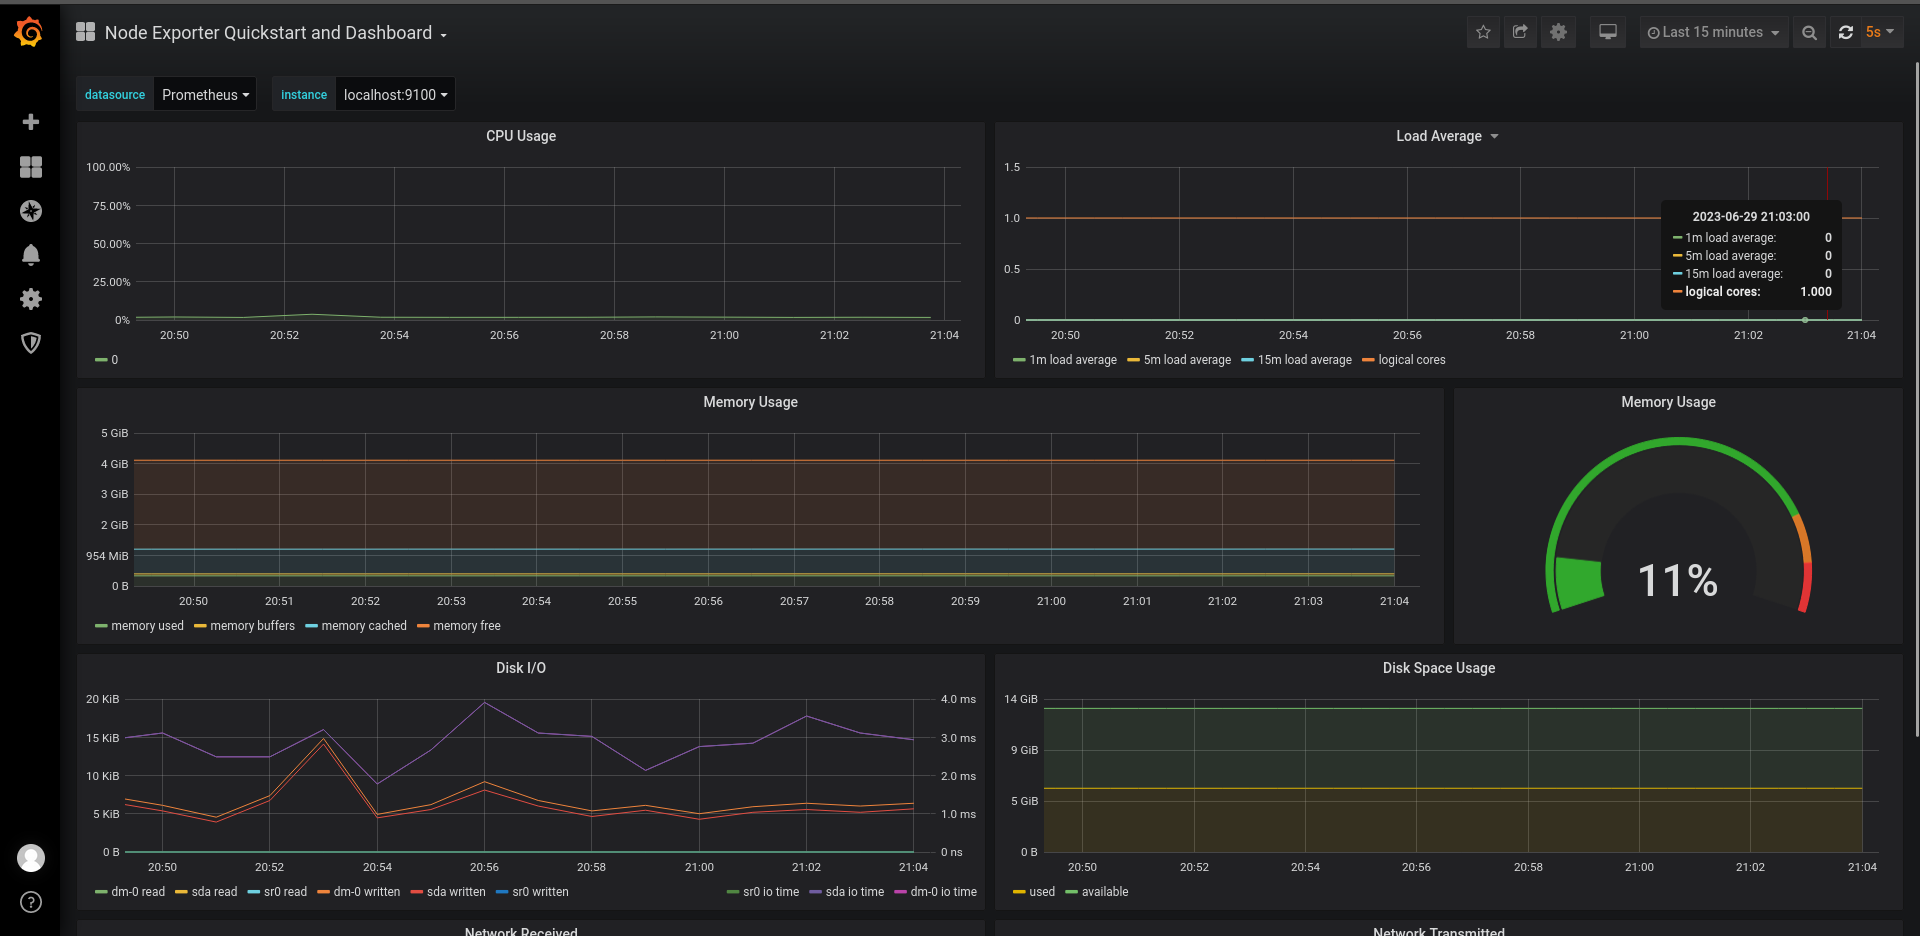 Node Exporter Quickstart and Dashboard
Last 15 minutes
5s
datasource Prometheus
instance localhost:9100
CPU Usage
100.00%
75.00%
50.00%
25.00%
0%
20:50 20:52 20:54 20:56 20:58 21:00 21:02 21:04
0
Load Average
1.5
1.0
0.5
0
20:50 20:52 20:54 20:56 20:58 21:00 21:02 21:04
2023-06-29 21:03:00
1m load average: 0
5m load average: 0
15m load average: 0
logical cores: 1.000
1m load average 5m load average 15m load average logical cores
Memory Usage
5 GiB
4 GiB
3 GiB
2 GiB
954 MiB
0 B
20:50 20:51 20:52 20:53 20:54 20:55 20:56 20:57 20:58 20:59 21:00 21:01 21:02 21:03 21:04
memory used memory buffers memory cached memory free
Memory Usage
11%
Disk I/O
20 KiB
15 KiB
10 KiB
5 KiB
0 B
4.0 ms
3.0 ms
2.0 ms
1.0 ms
0 ns
20:50 20:52 20:54 20:56 20:58 21:00 21:02 21:04
dm-0 read sda read sr0 read dm-0 written sda written sr0 written sr0 io time sda io time dm-0 io time
Disk Space Usage
14 GiB
9 GiB
5 GiB
0 B
20:50 20:52 20:54 20:56 20:58 21:00 21:02 21:04
used available
Network Received
Network Transmitted